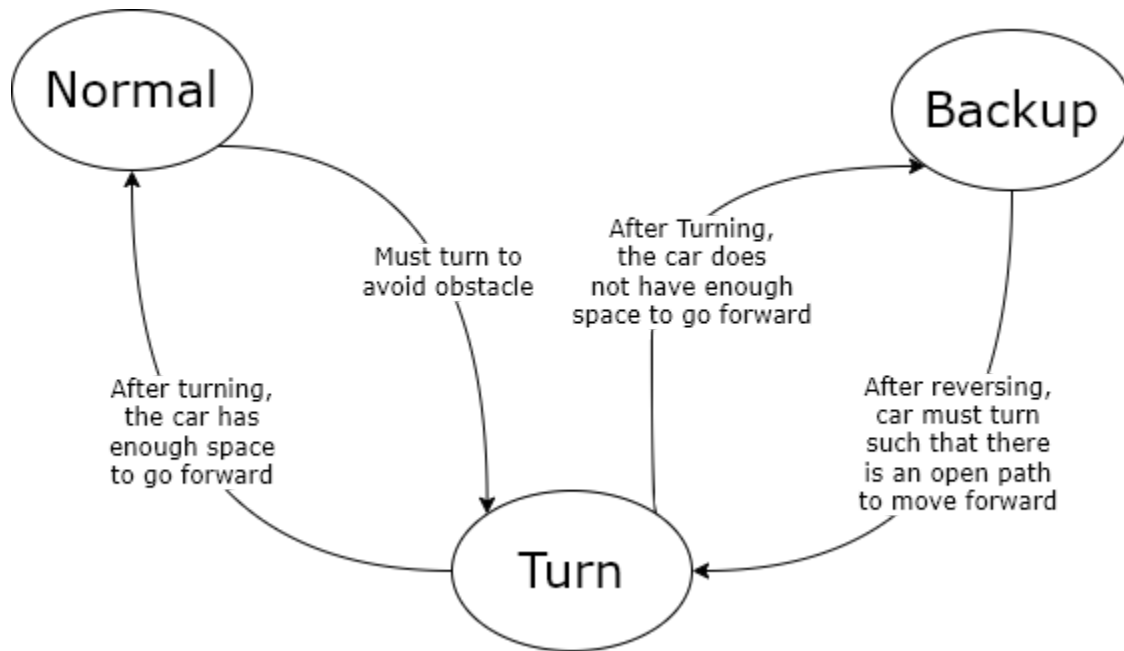 Normal
Backup
Must turn to
avoid obstacle
After Turning,
the car does
not have enough
space to go forward
After turning,
the car has
enough space
to go forward
After reversing,
car must turn
such that there
is an open path
to move forward
Turn